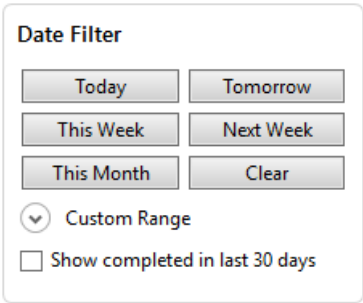 Date Filter
Today Tomorrow
This Week Next Week
This Month Clear
Custom Range
Show completed in last 30 days